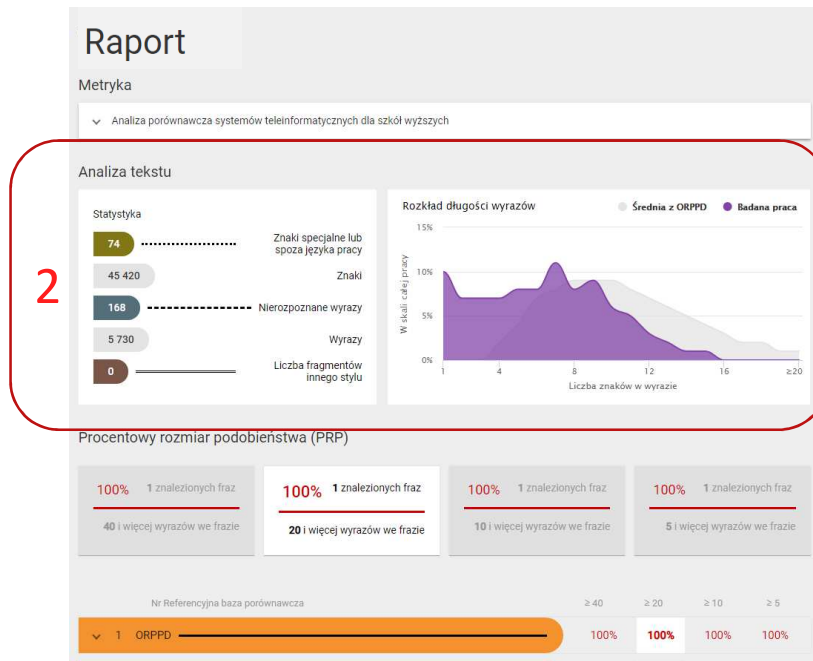 Raport
Metryka
Analiza porównawcza systemów teleinformatycznych dla szkół wyższych
Analiza tekstu
2
Statystyka
74 Znaki specjalne lub
spoza języka pracy
45 420 Znaki
168 Nierozpoznane wyrazy
5 730 Wyrazy
0 Liczba fragmentów
innego stylu
Rozkład długości wyrazów Średnia z ORPPD Badana praca
W skali całej pracy
15%
10%
5%
0%
1 4 8 12 16 ≥20
Liczba znaków w wyrazie
Procentowy rozmiar podobieństwa (PRP)
100% 1 znalezionych fraz
40 i więcej wyrazów we frazie
100% 1 znalezionych fraz
20 i więcej wyrazów we frazie
100% 1 znalezionych fraz
10 i więcej wyrazów we frazie
100% 1 znalezionych fraz
5 i więcej wyrazów we frazie
Nr Referencyjna baza porównawcza ≥ 40 ≥ 20 ≥ 10 ≥ 5
1 ORPPD 100% 100% 100% 100%